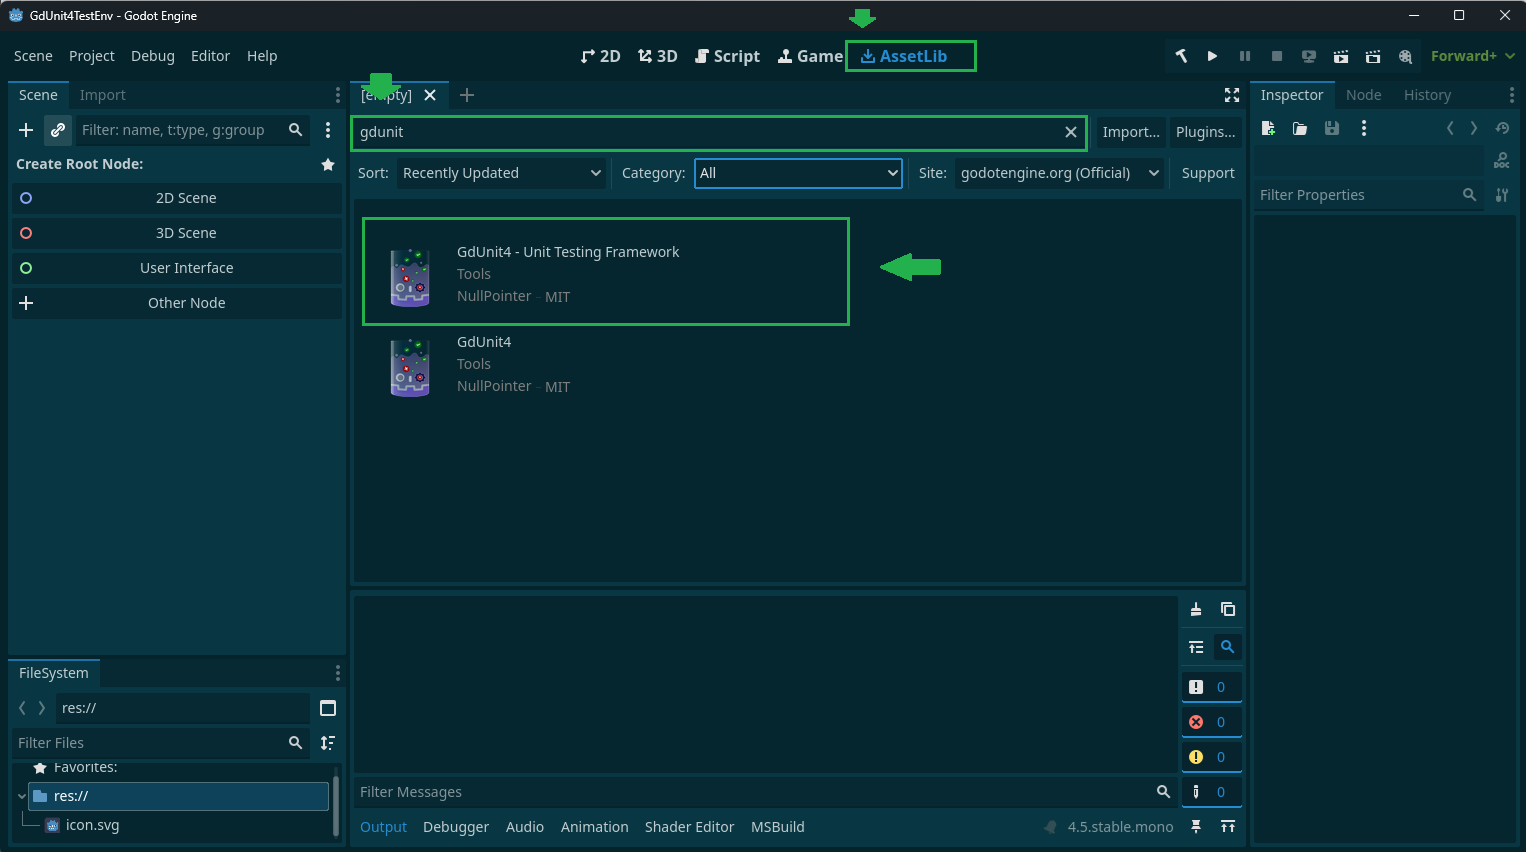 GdUnit4TestEnv - Godot Engine
Scene Project Debug Editor Help
2D 3D Script Game AssetLib
Forward+
Scene Import
Filter: name, t:type, g:group
Create Root Node:
2D Scene
3D Scene
User Interface
Other Node
FileSystem
res://
Filter Files
Favorites:
res://
icon.svg
gdunit
Import... Plugins...
Sort: Recently Updated Category: All Site: godotengine.org (Official) Support
GdUnit4 - Unit Testing Framework
Tools
NullPointer - MIT
GdUnit4
Tools
NullPointer - MIT
0
0
0
Filter Messages
0
Output Debugger Audio Animation Shader Editor MSBuild
4.5.stable.mono
Inspector Node History
DOC
Filter Properties